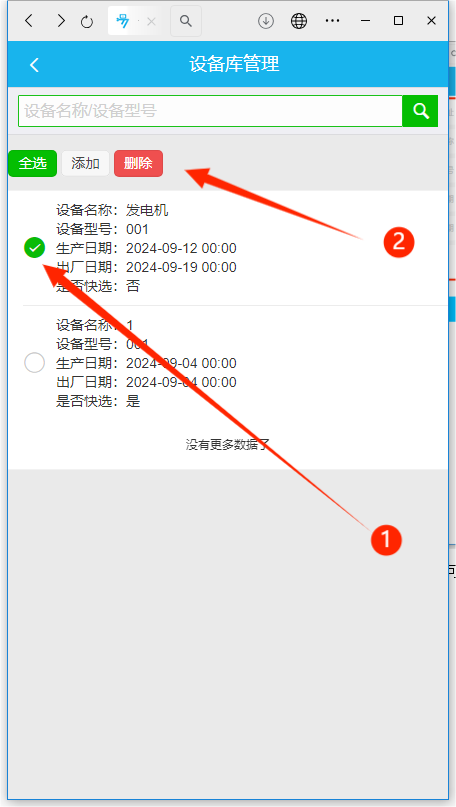 设备库管理
设备名称/设备型号
全选 添加 删除
设备名称：发电机
设备型号：001
生产日期：2024-09-12 00:00
出厂日期：2024-09-19 00:00
是否快选：否
设备名称：1
设备型号：001
生产日期：2024-09-04 00:00
出厂日期：2024-09-04 00:00
是否快选：是
没有更多数据了
2
1